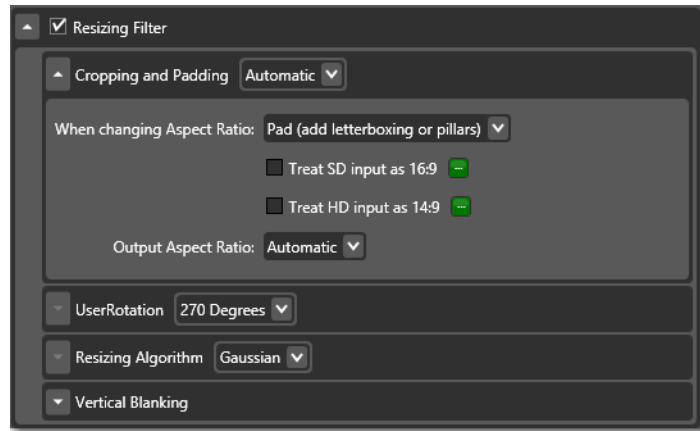 Resizing Filter
Cropping and Padding Automatic
When changing Aspect Ratio: Pad (add letterboxing or pillars)
Treat SD input as 16:9 ...
Treat HD input as 14:9 ...
Output Aspect Ratio: Automatic
UserRotation 270 Degrees
Resizing Algorithm Gaussian
Vertical Blanking